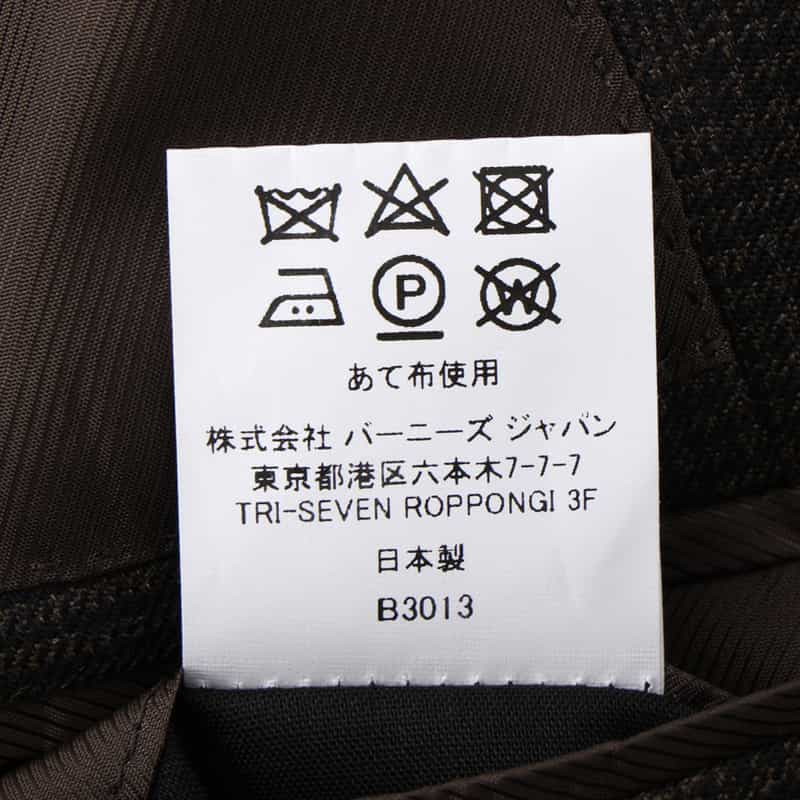 P
W
あて布使用
株式会社 バーニーズ ジャパン
東京都港区六本木7-7-7
TRI-SEVEN ROPPONGI 3F
日本製
B3013